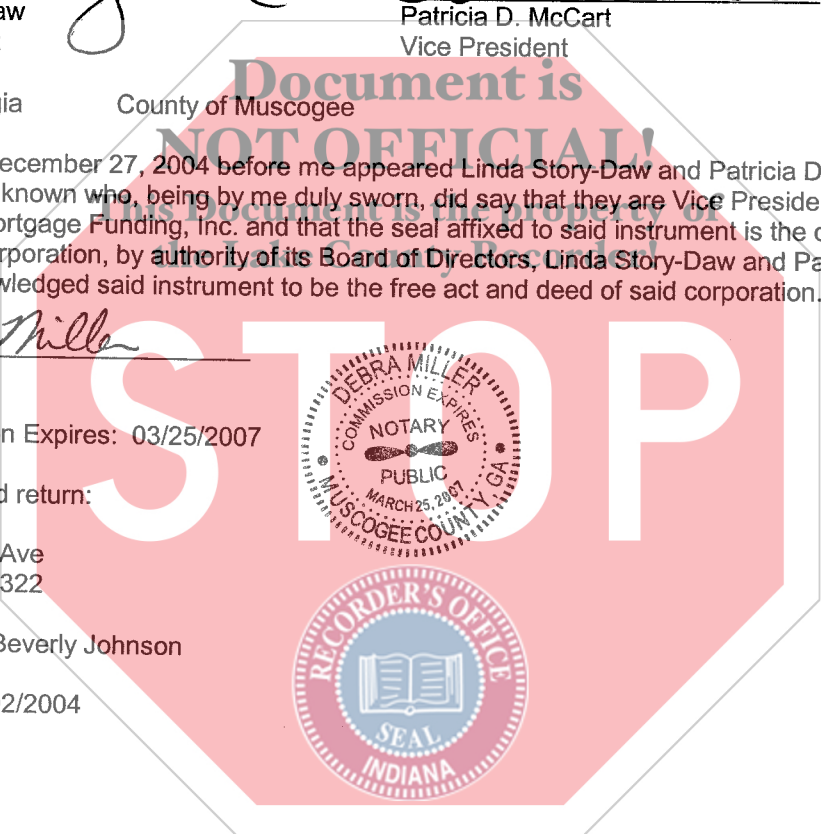 aw
Patricia D. McCart
Vice President
Document is
gia County of Muscogee
NOT OFFICIAL!
ecember 27, 2004 before me appeared Linda Story-Daw and Patricia D
known who, being by me duly sworn, did say that they are Vice Preside
This Document is the property of
ortgage Funding, Inc. and that the seal affixed to said instrument is the c
the Lake County Recorder!
rporation, by authority of its Board of Directors, Linda Story-Daw and Pa
wledged said instrument to be the free act and deed of said corporation.
Miller
STOP
DEBRA MILLER
COMMISSION EXPIRES
NOTARY
PUBLIC
MARCH 25, 2007
MUSCOGEE COUNTY, GA
n Expires: 03/25/2007
d return:
Ave
322
RECORDER'S OFFICE
Beverly Johnson
2/2004
SEAL
INDIANA